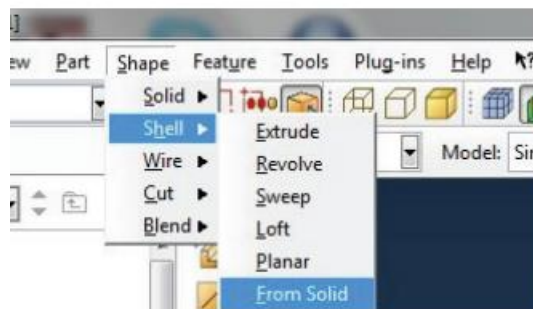 ]
ew Part Shape Feature Tools Plug-ins Help ?
Solid
Shell Extrude
Wire Revolve Model: Sir
Cut Sweep
Blend Loft
Planar
From Solid